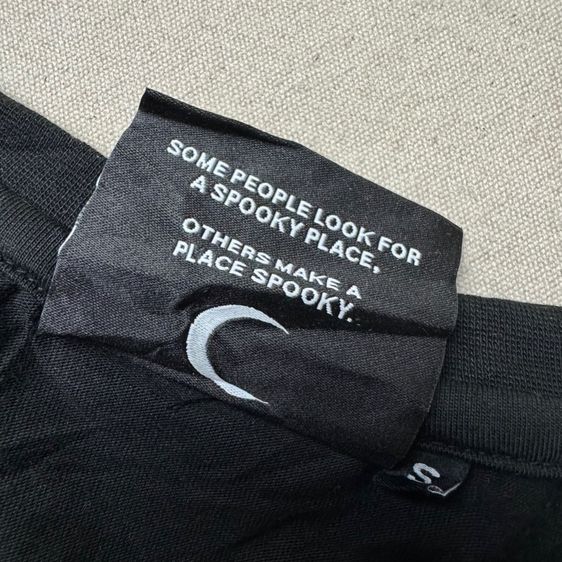 SOME PEOPLE LOOK FOR
A SPOOKY PLACE,
OTHERS MAKE A
PLACE SPOOKY.
S